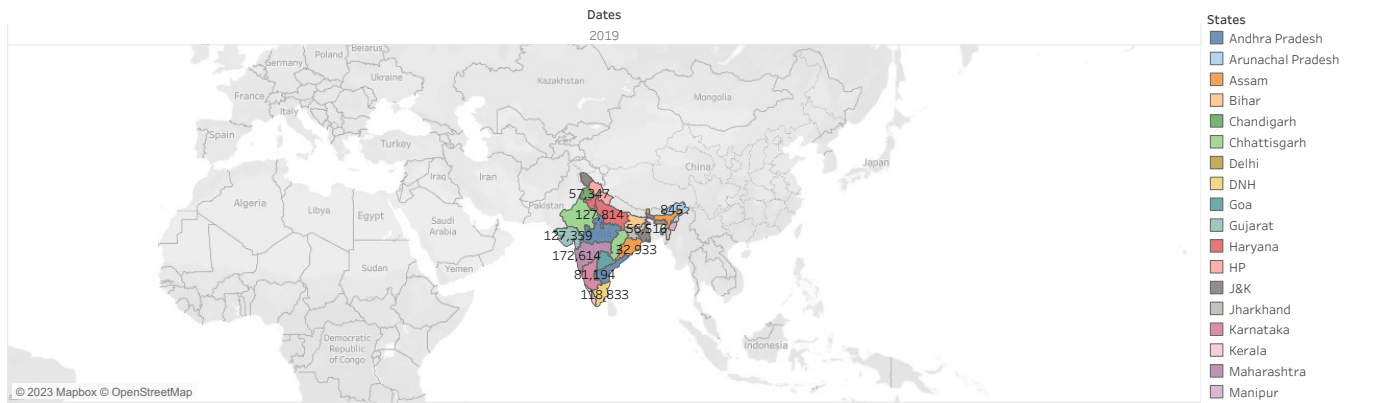 Dates
2019
Belarus
Poland
Germany
Ukraine
France
Kazakhstan
Mongolia
Italy
Spain
Turkey
Japan
China
Iraq
Iran
Algeria
Libya
Egypt
Pakistan
Saudi
Arabia
Sudan
Yemen
57,347
127,814
845
127,359
56,516
172,614
32,933
81,194
118,833
Democratic
Republic
of Congo
Indonesia
© 2023 Mapbox © OpenStreetMap
States
Andhra Pradesh
Arunachal Pradesh
Assam
Bihar
Chandigarh
Chhattisgarh
Delhi
DNH
Goa
Gujarat
Haryana
HP
J&K
Jharkhand
Karnataka
Kerala
Maharashtra
Manipur